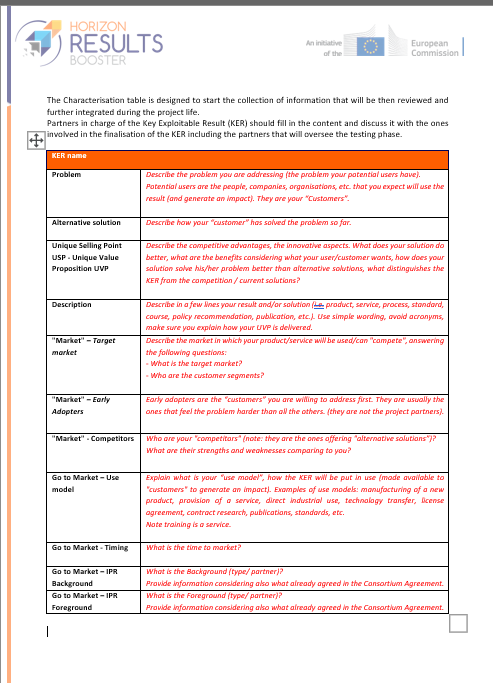 HORIZON
RESULTS
BOOSTER
An initiative
of the
European
Commission
The Characterisation table is designed to start the collection of information that will be then reviewed and
further integrated during the project life.
Partners in charge of the Key Exploitable Result (KER) should fill in the content and discuss it with the ones
involved in the finalisation of the KER including the partners that will oversee the testing phase.
KER name
Problem
Describe the problem you are addressing (the problem your potential users have).
Potential users are the people, companies, organisations, etc. that you expect will use the
result (and generate an impact). They are your "Customers".
Alternative solution
Describe how your "customer" has solved the problem so far.
Unique Selling Point
USP - Unique Value
Proposition UVP
Describe the competitive advantages, the innovative aspects. What does your solution do
better, what are the benefits considering what your user/customer wants, how does your
solution solve his/her problem better than alternative solutions, what distinguishes the
KER from the competition / current solutions?
Description
Describe in a few lines your result and/or solution (i.e. product, service, process, standard,
course, policy recommendation, publication, etc.). Use simple wording, avoid acronyms,
make sure you explain how your UVP is delivered.
"Market" – Target
market
Describe the market in which your product/service will be used/can "compete", answering
the following questions:
- What is the target market?
- Who are the customer segments?
"Market" – Early
Adopters
Early adopters are the "customers" you are willing to address first. They are usually the
ones that feel the problem harder than all the others. (they are not the project partners).
"Market" - Competitors
Who are your "competitors" (note: they are the ones offering "alternative solutions")?
What are their strengths and weaknesses comparing to you?
Go to Market – Use
model
Explain what is your "use model", how the KER will be put in use (made available to
"customers" to generate an impact). Examples of use models: manufacturing of a new
product, provision of a service, direct industrial use, technology transfer, license
agreement, contract research, publications, standards, etc.
Note training is a service.
Go to Market - Timing
What is the time to market?
Go to Market – IPR
Background
What is the Background (type/ partner)?
Provide information considering also what already agreed in the Consortium Agreement.
Go to Market – IPR
Foreground
What is the Foreground (type/ partner)?
Provide information considering also what already agreed in the Consortium Agreement.